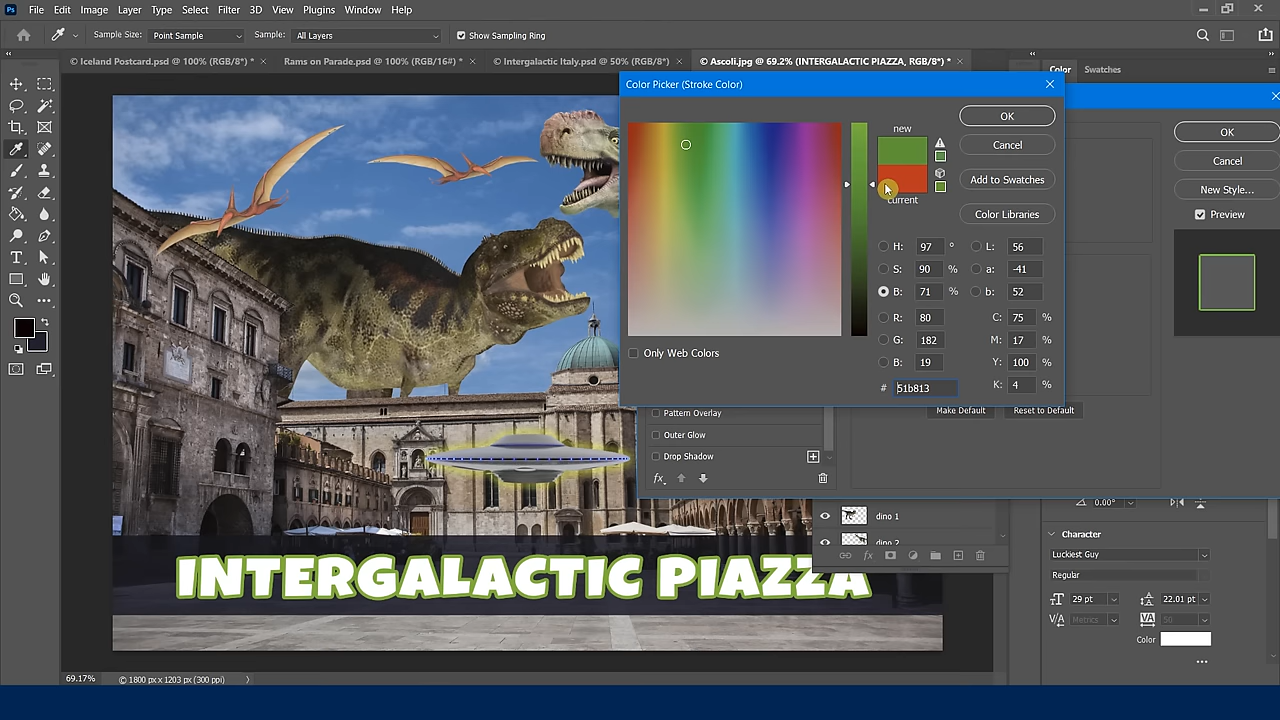 Ps File Edit Image Layer Type Select Filter 3D View Plugins Window Help
Sample Size: Point Sample Sample: All Layers Show Sampling Ring
© Iceland Postcard.psd @ 100% (RGB/8*) * × Rams on Parade.psd @ 100% (RGB/16#) * × © Intergalactic Italy.psd @ 50% (RGB/8*) × © Ascoli.jpg @ 69.2% (INTERGALACTIC PIAZZA, RGB/8*) * × Color Swatches
Color Picker (Stroke Color)
new
current
OK
Cancel
Add to Swatches
Color Libraries
H: 97 °
S: 90 %
B: 71 %
R: 80
G: 182
B: 19
# 51b813
L: 56
a: -41
b: 52
C: 75 %
M: 17 %
Y: 100 %
K: 4 %
Only Web Colors
OK
Cancel
New Style...
Preview
Pattern Overlay
Outer Glow
Drop Shadow
fx
Make Default Reset to Default
dino 1
dino 2
fx
0.00°
Character
Luckiest Guy
Regular
29 pt 22.01 pt
Metrics 50
Color
INTERGALACTIC PIAZZA
69.17% © 1800 px x 1203 px (300 ppi)